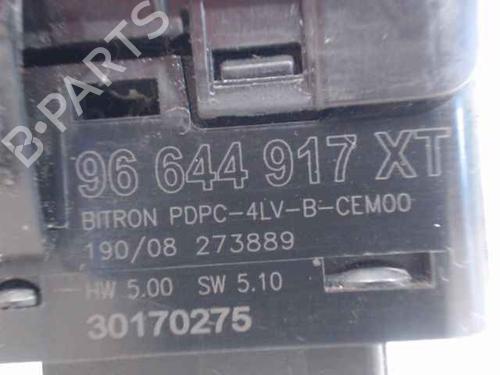 B-PARTS
96 644 917 XT
BITRON PDPC-4LV-B-CEM00
190/08 273889
HW 5.00 SW 5.10
30170275